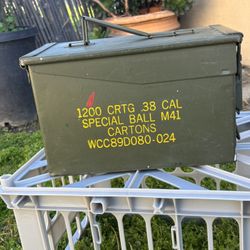 1200 CRTG .38 CAL
SPECIAL BALL M41
CARTONS
WCC89D080-024